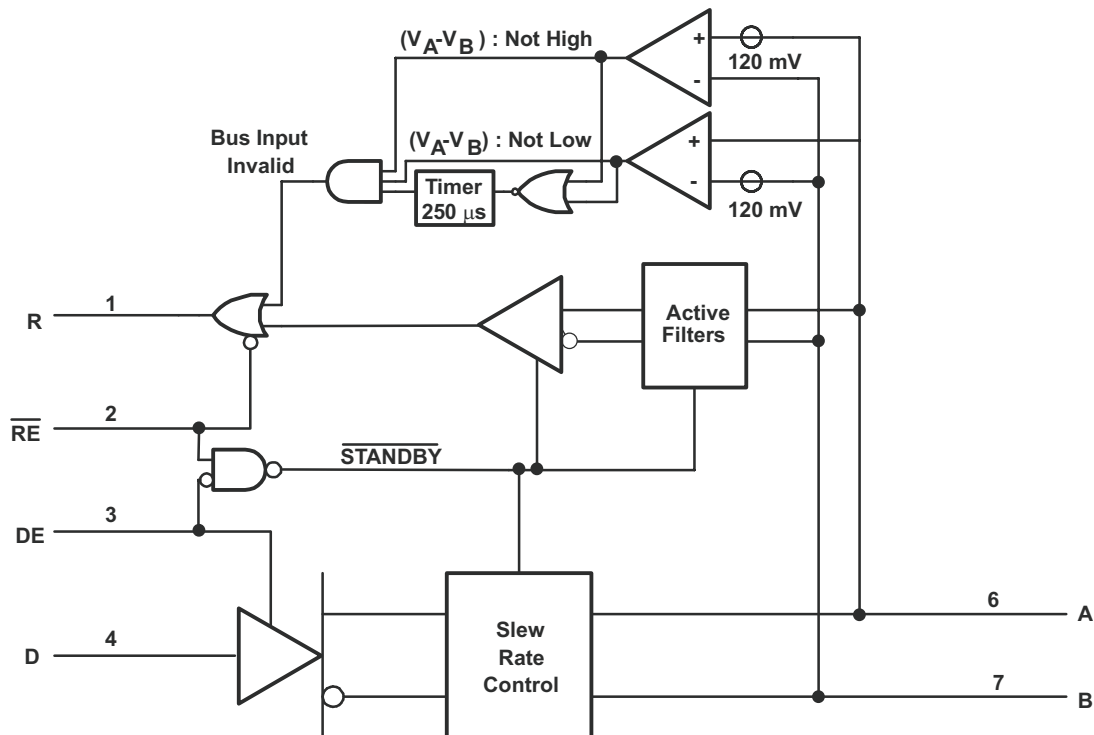 (VA-VB) : Not High
+
-
120 mV
Bus Input
Invalid
(VA-VB) : Not Low
+
-
120 mV
Timer
250 μs
Active
Filters
R
1
RE
2
STANDBY
DE
3
D
4
Slew
Rate
Control
6
A
7
B